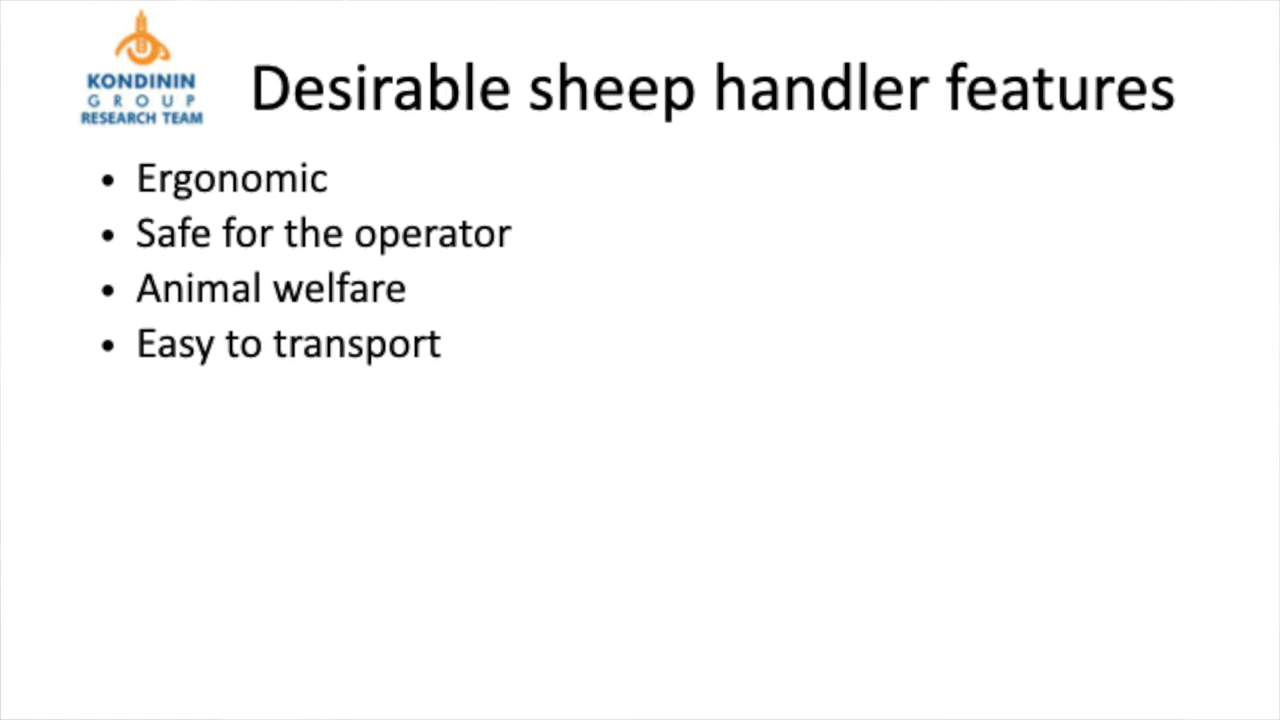 KONDININ
GROUP
RESEARCH TEAM
Desirable sheep handler features
• Ergonomic
• Safe for the operator
• Animal welfare
• Easy to transport